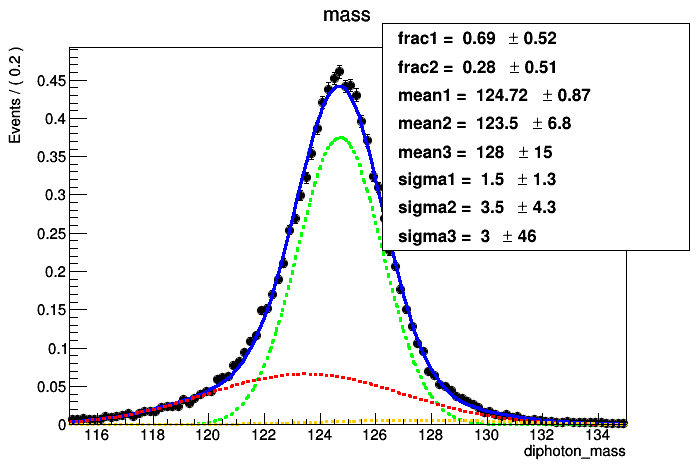 mass
frac1 = 0.69 ± 0.52
frac2 = 0.28 ± 0.51
mean1 = 124.72 ± 0.87
mean2 = 123.5 ± 6.8
mean3 = 128 ± 15
sigma1 = 1.5 ± 1.3
sigma2 = 3.5 ± 4.3
sigma3 = 3 ± 46
Events / ( 0.2 )
0.45
0.4
0.35
0.3
0.25
0.2
0.15
0.1
0.05
0
116 118 120 122 124 126 128 130 132 134
diphoton_mass